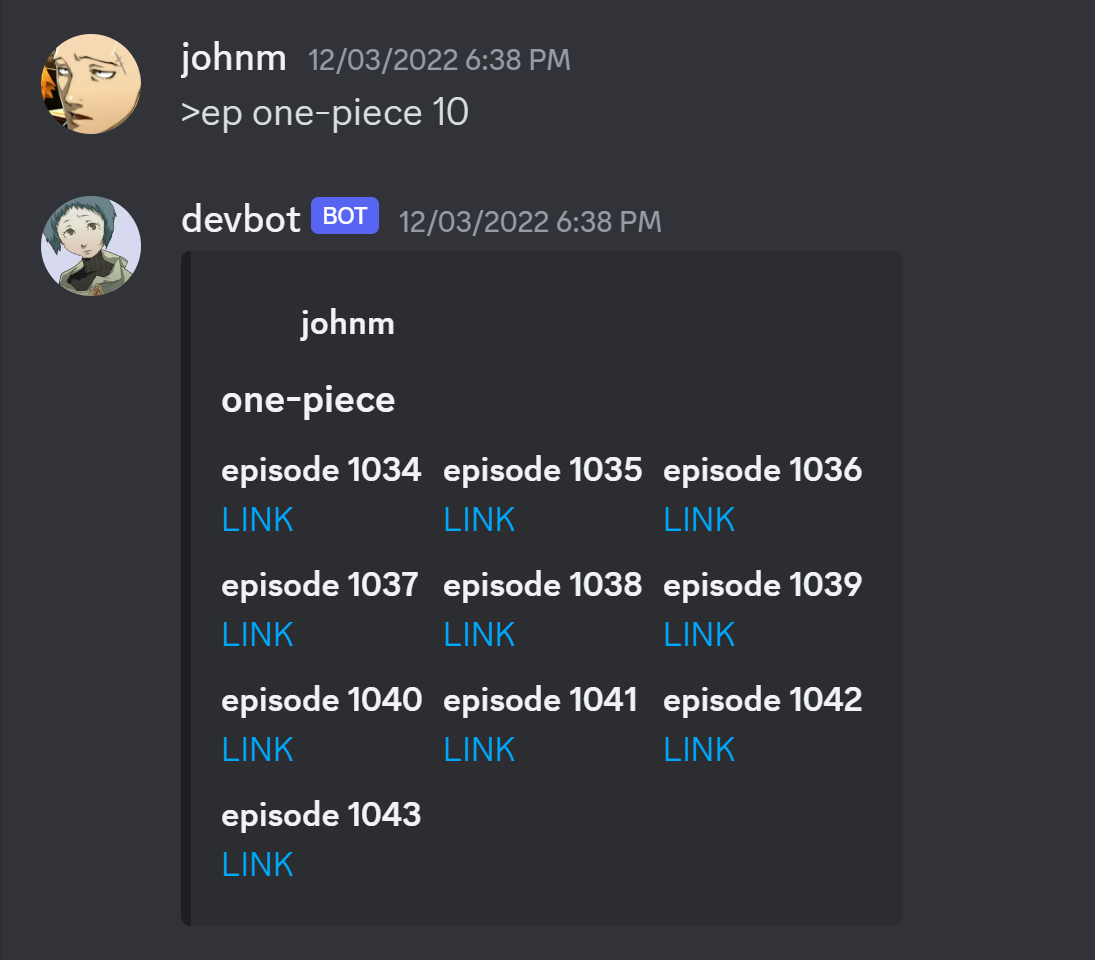 johnm 12/03/2022 6:38 PM
>ep one-piece 10
devbot BOT 12/03/2022 6:38 PM
johnm
one-piece
episode 1034 episode 1035 episode 1036
LINK LINK LINK
episode 1037 episode 1038 episode 1039
LINK LINK LINK
episode 1040 episode 1041 episode 1042
LINK LINK LINK
episode 1043
LINK